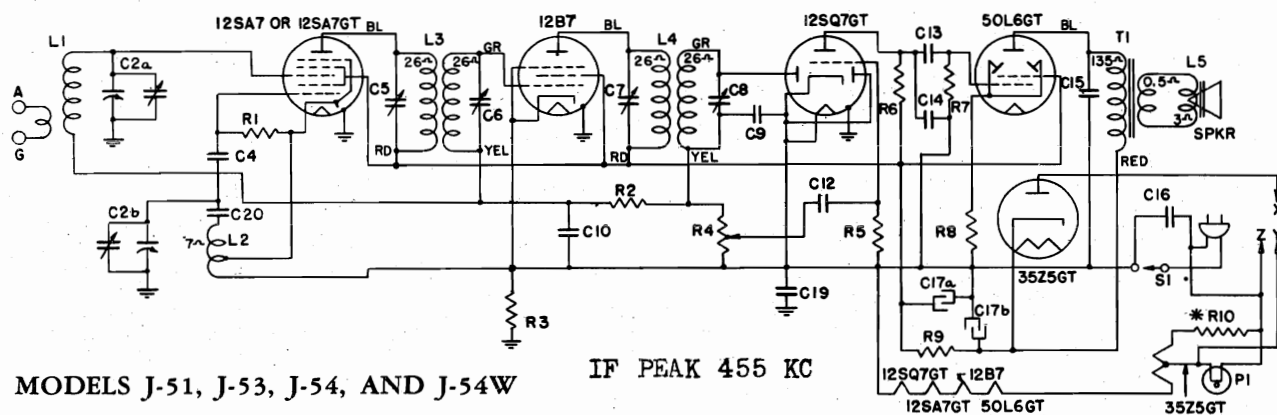 12SA7 OR 12SA7GT
BL
12B7
BL
12SQ7GT
C13
50L6GT
BL
T1
L1
C2a
L3
GR
L4
GR
26Ω
26Ω
26Ω
26Ω
135Ω
0.5Ω
L5
A
G
C5
C6
C7
C8
C9
R6
C14
R7
C15
3Ω
SPKR
R1
C4
RD
YEL
RD
YEL
RED
C2b
C20
7Ω
L2
C10
R2
R4
C12
R5
R8
35Z5GT
C16
X
Z
Y
S1
R3
C19
C17a
C17b
R9
*R10
MODELS J-51, J-53, J-54, AND J-54W
IF PEAK 455 KC
12SQ7GT
12B7
12SA7GT
50L6GT
35Z5GT
P1